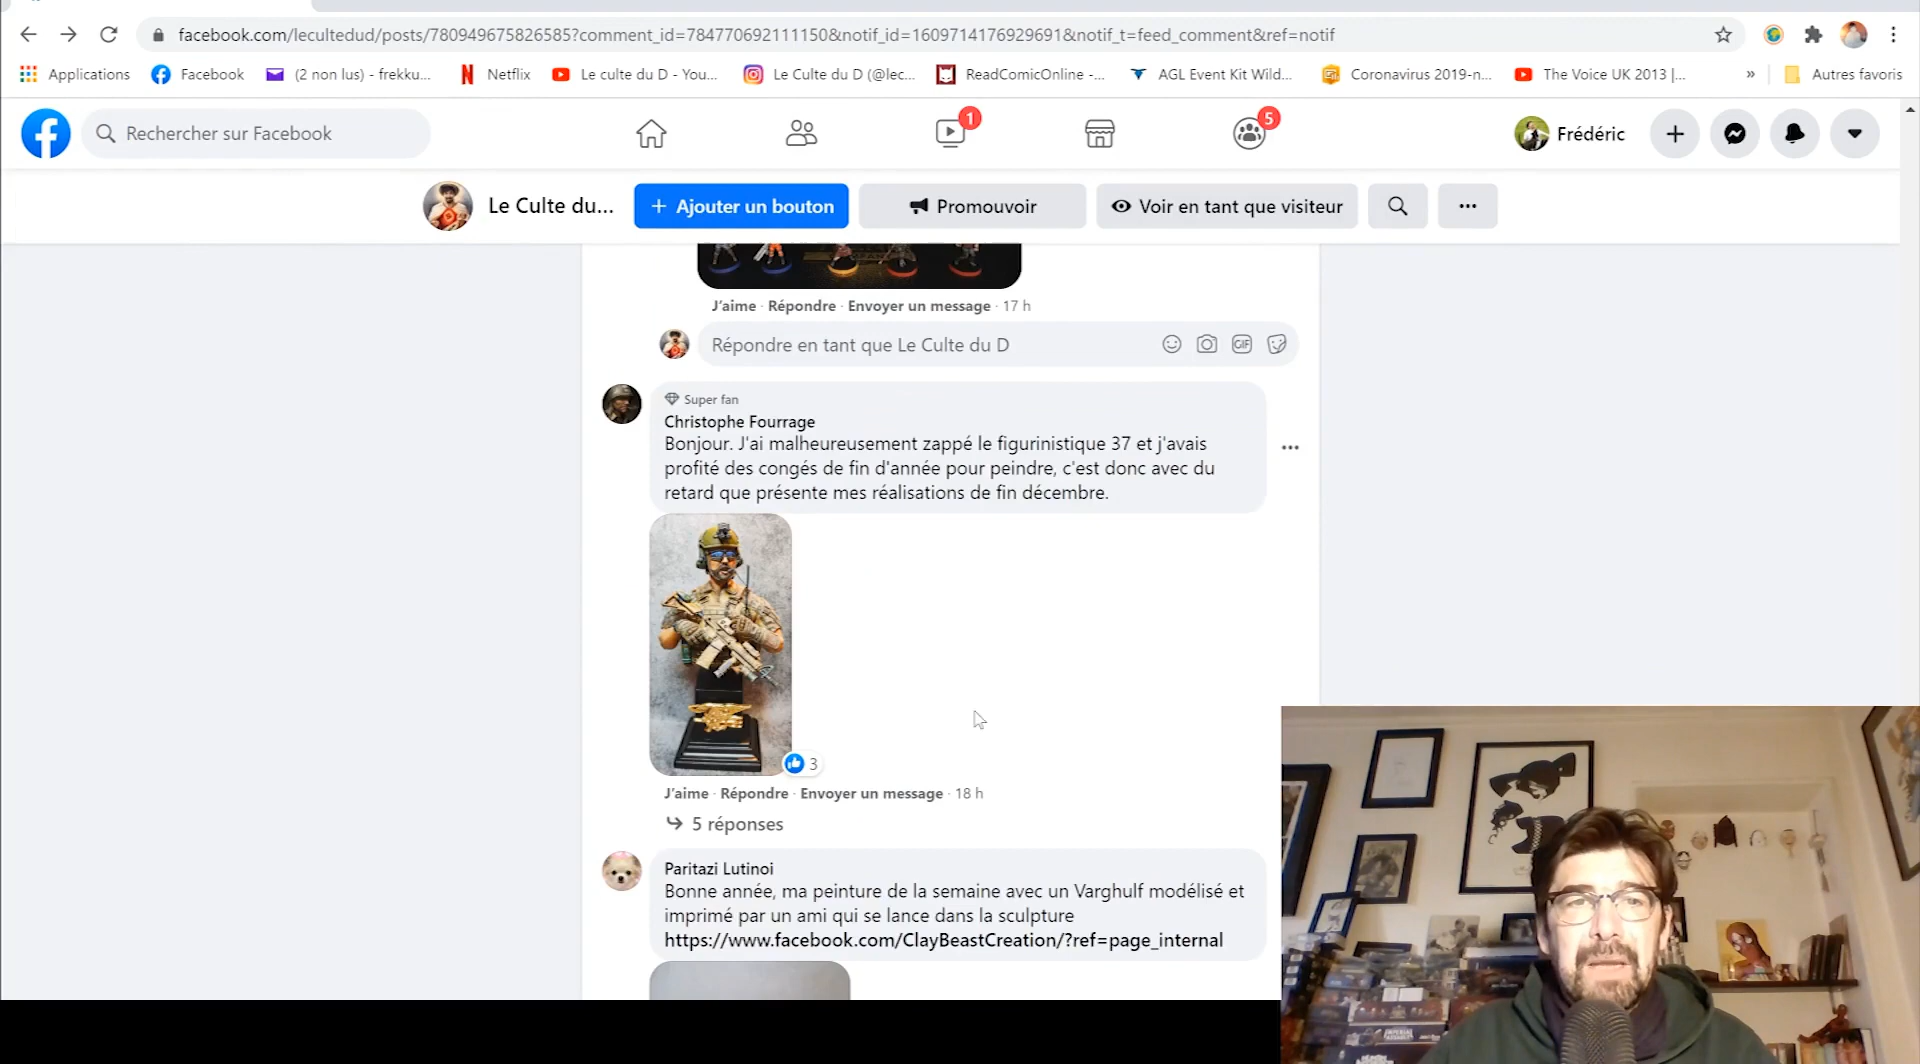 facebook.com/lecultedud/posts/780949675826585?comment_id=784770692111150&notif_id=1609714176929691&notif_t=feed_comment&ref=notif
Applications
Facebook
(2 non lus) - frekku...
Netflix
Le culte du D - You...
Le Culte du D (@lec...
ReadComicOnline -...
AGL Event Kit Wild...
Coronavirus 2019-n...
The Voice UK 2013 |...
»
Autres favoris
Rechercher sur Facebook
1
5
Frédéric
Le Culte du...
+ Ajouter un bouton
Promouvoir
Voir en tant que visiteur
J'aime · Répondre · Envoyer un message · 17 h
Répondre en tant que Le Culte du D
GIF
Super fan
Christophe Fourrage
Bonjour. J'ai malheureusement zappé le figurinistique 37 et j'avais
profité des congés de fin d'année pour peindre, c'est donc avec du
retard que présente mes réalisations de fin décembre.
3
J'aime · Répondre · Envoyer un message · 18 h
5 réponses
Paritazi Lutinoi
Bonne année, ma peinture de la semaine avec un Varghulf modélisé et
imprimé par un ami qui se lance dans la sculpture
https://www.facebook.com/ClayBeastCreation/?ref=page_internal